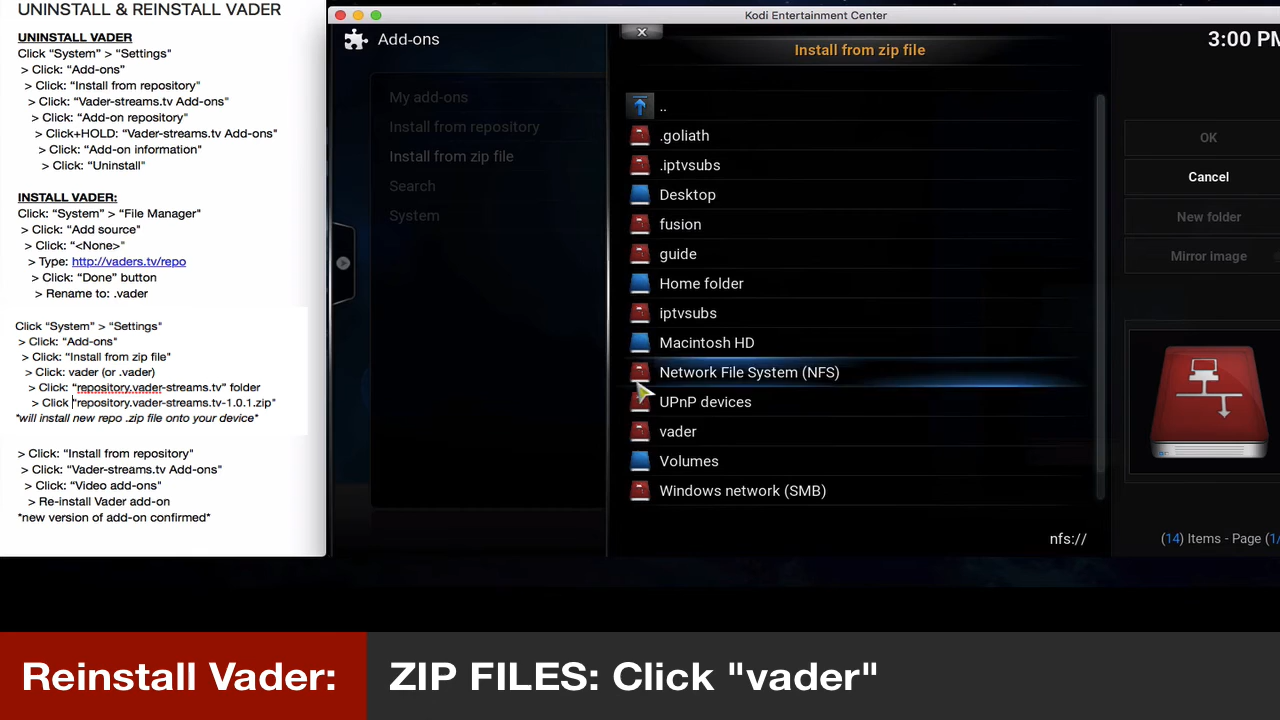 UNINSTALL & REINSTALL VADER
UNINSTALL VADER
Click “System” > “Settings”
> Click: “Add-ons”
> Click: “Install from repository”
> Click: “Vader-streams.tv Add-ons”
> Click: “Add-on repository”
> Click+HOLD: “Vader-streams.tv Add-ons”
> Click: “Add-on information”
> Click: “Uninstall”
INSTALL VADER:
Click: “System” > “File Manager”
> Click: “Add source”
> Click: “<None>”
> Type: http://vaders.tv/repo
> Click: “Done” button
> Rename to: .vader
Click “System” > “Settings”
> Click: “Add-ons”
> Click: “Install from zip file”
> Click: vader (or .vader)
> Click: “repository.vader-streams.tv” folder
> Click “repository.vader-streams.tv-1.0.1.zip”
*will install new repo .zip file onto your device*
> Click: “Install from repository”
> Click: “Vader-streams.tv Add-ons”
> Click: “Video add-ons”
> Re-install Vader add-on
*new version of add-on confirmed*
Kodi Entertainment Center
Add-ons
My add-ons
Install from repository
Install from zip file
Search
System
Install from zip file
..
.goliath
.iptvsubs
Desktop
fusion
guide
Home folder
iptvsubs
Macintosh HD
Network File System (NFS)
UPnP devices
vader
Volumes
Windows network (SMB)
nfs://
3:00 PM
OK
Cancel
New folder
Mirror image
(14) Items - Page (1/
Reinstall Vader:
ZIP FILES: Click "vader"